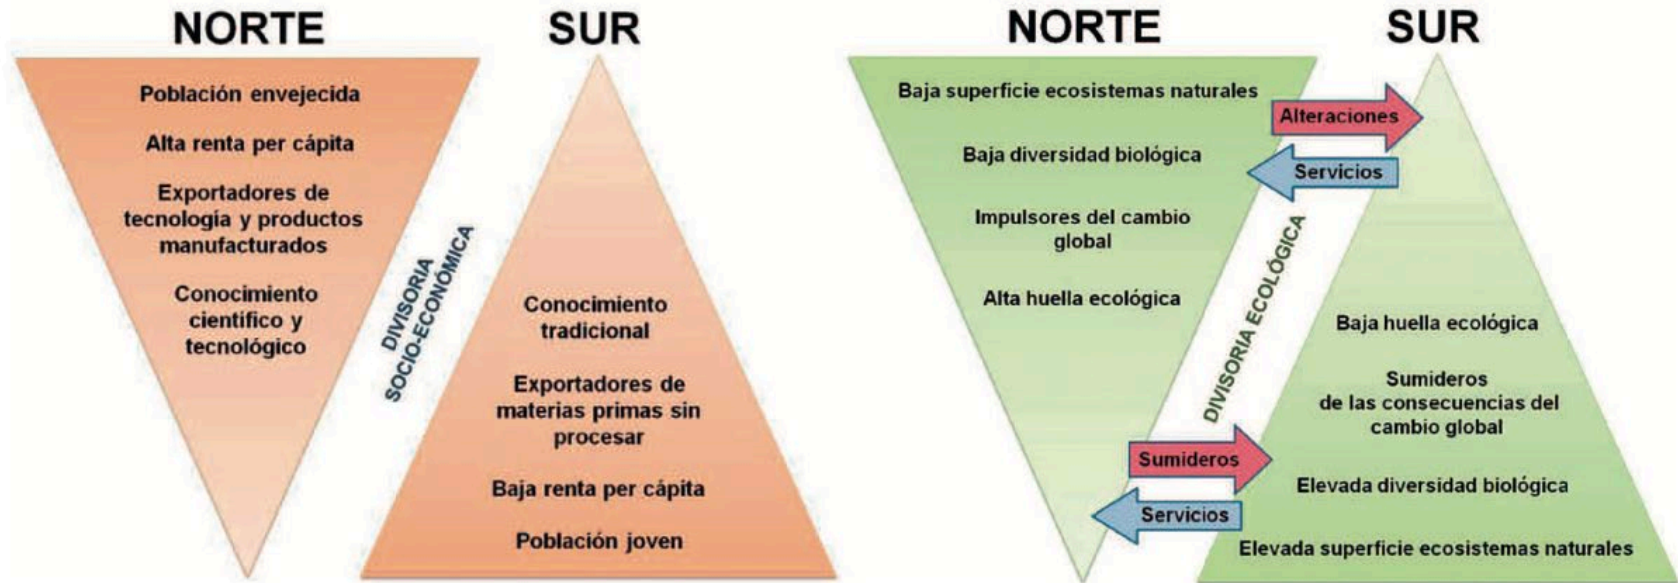 NORTE
SUR
Población envejecida
Alta renta per cápita
Exportadores de
tecnología y productos
manufacturados
Conocimiento
científico y
tecnológico
DIVISORIA
SOCIO-ECONÓMICA
Conocimiento
tradicional
Exportadores de
materias primas sin
procesar
Baja renta per cápita
Población joven
NORTE
SUR
Baja superficie ecosistemas naturales
Baja diversidad biológica
Impulsores del cambio
global
Alta huella ecológica
Alteraciones
Servicios
DIVISORIA ECOLÓGICA
Sumideros
Servicios
Baja huella ecológica
Sumideros
de las consecuencias del
cambio global
Elevada diversidad biológica
Elevada superficie ecosistemas naturales